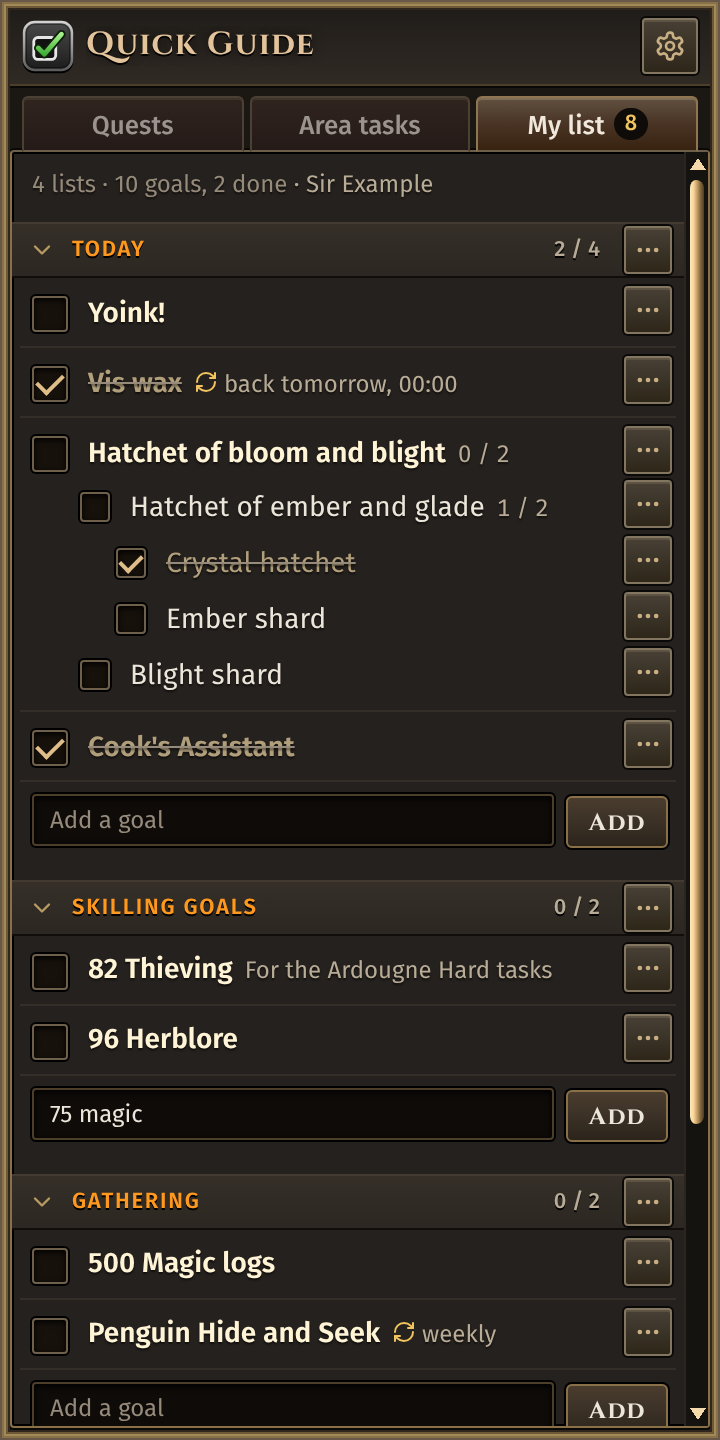 Quick Guide
Quests
Area tasks
My list 8
4 lists · 10 goals, 2 done · Sir Example
TODAY 2 / 4
Yoink!
Vis wax back tomorrow, 00:00
Hatchet of bloom and blight 0 / 2
Hatchet of ember and glade 1 / 2
Crystal hatchet
Ember shard
Blight shard
Cook's Assistant
Add a goal ADD
SKILLING GOALS 0 / 2
82 Thieving For the Ardougne Hard tasks
96 Herblore
75 magic ADD
GATHERING 0 / 2
500 Magic logs
Penguin Hide and Seek weekly
Add a goal ADD